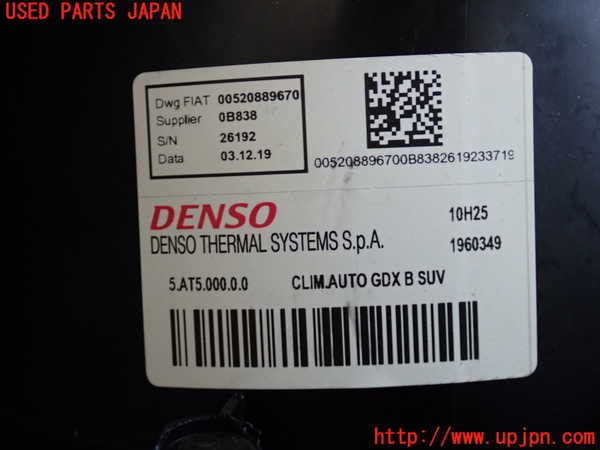 USED PARTS JAPAN
Dwg FIAT 00520889670
Supplier 0B838
S/N 26192
Data 03.12.19
005208896700B8382619233719
DENSO 10H25
DENSO THERMAL SYSTEMS S.p.A. 1960349
5.AT5.000.0.0 CLIM.AUTO GDX B SUV
http://www.upjpn.com/